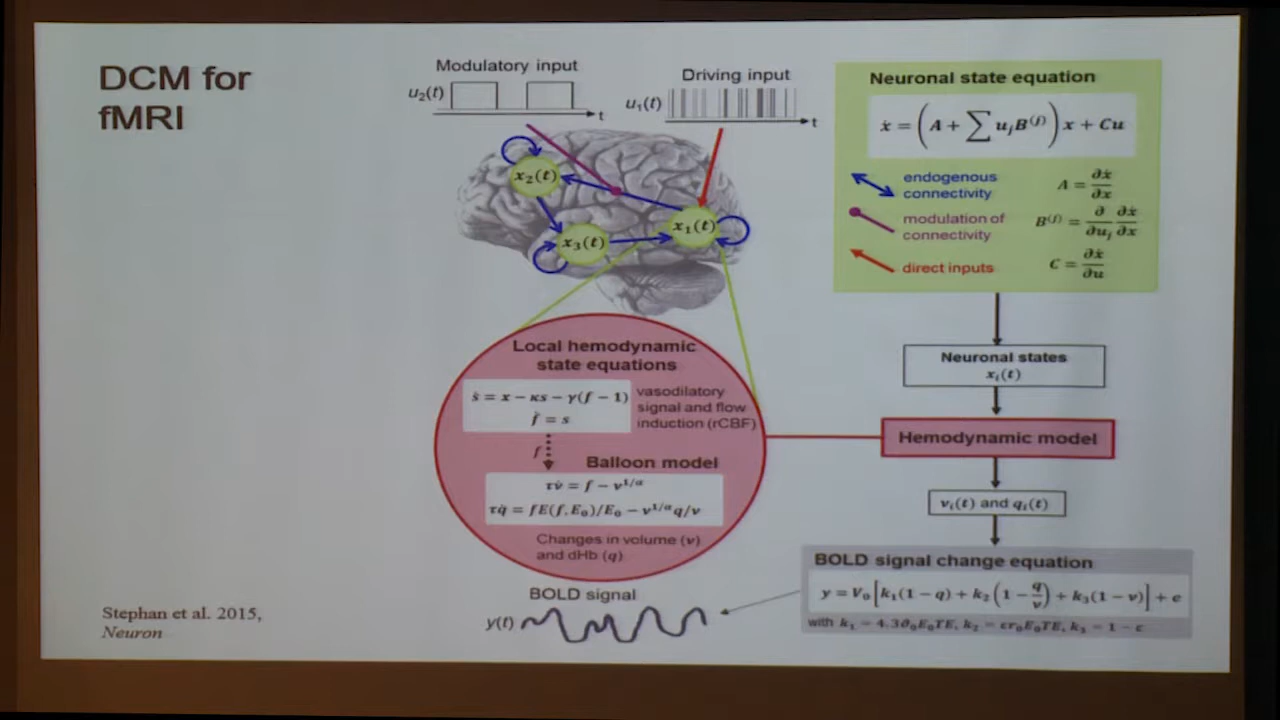 DCM for
fMRI
Modulatory input
u₂(t)
t
Driving input
u₁(t)
t
x₂(t)
x₃(t)
x₁(t)
Neuronal state equation
ẋ = (A + ∑ uⱼB⁽ʲ⁾) x + Cu
endogenous
connectivity
A = ∂ẋ/∂x
modulation of
connectivity
B⁽ʲ⁾ = ∂/∂uⱼ ∂ẋ/∂x
direct inputs
C = ∂ẋ/∂u
Neuronal states
xᵢ(t)
Hemodynamic model
vᵢ(t) and qᵢ(t)
Local hemodynamic
state equations
ṡ = x − κs − γ(f − 1)
ḟ = s
vasodilatory
signal and flow
induction (rCBF)
f
Balloon model
τv̇ = f − v^{1/α}
τq̇ = fE(f,E₀)/E₀ − v^{1/α}q/v
Changes in volume (v)
and dHb (q)
BOLD signal
y(t)
BOLD signal change equation
y = V₀[k₁(1 − q) + k₂(1 − q/v) + k₃(1 − v)] + e
with k₁ = 4.3ϑ₀E₀TE, k₂ = εr₀E₀TE, k₃ = 1 − ε
Stephan et al. 2015,
Neuron